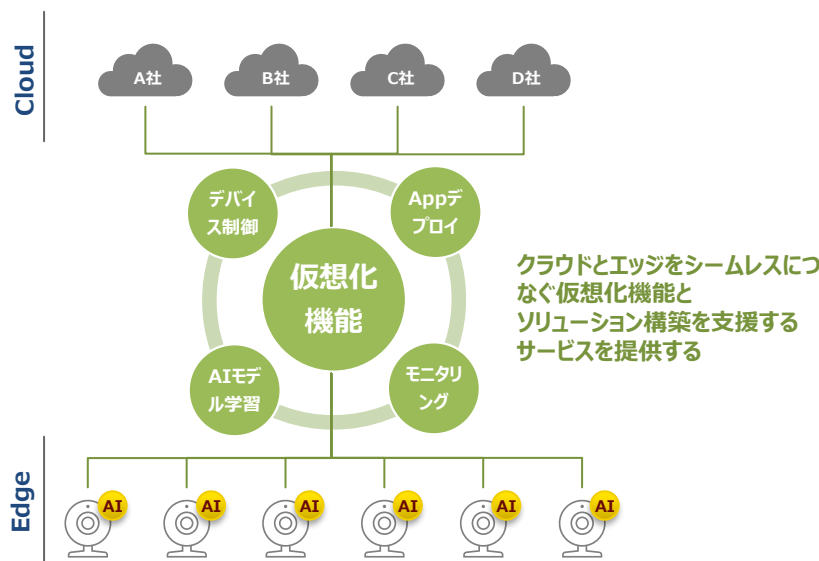 Cloud
A社
B社
C社
D社
デバイ
ス制御
Appデ
プロイ
仮想化
機能
クラウドとエッジをシームレスにつ
なぐ仮想化機能と
ソリューション構築を支援する
サービスを提供する
AIモデ
ル学習
モニタリ
ング
Edge
AI
AI
AI
AI
AI
AI